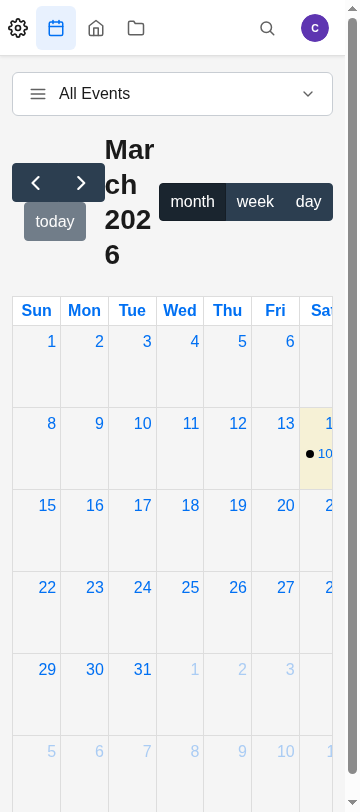 C
All Events
Mar
ch
202
6
today
month week day
Sun Mon Tue Wed Thu Fri
1 2 3 4 5 6
8 9 10 11 12 13
10
15 16 17 18 19 20
22 23 24 25 26 27
29 30 31 1 2 3
5 6 7 8 9 10